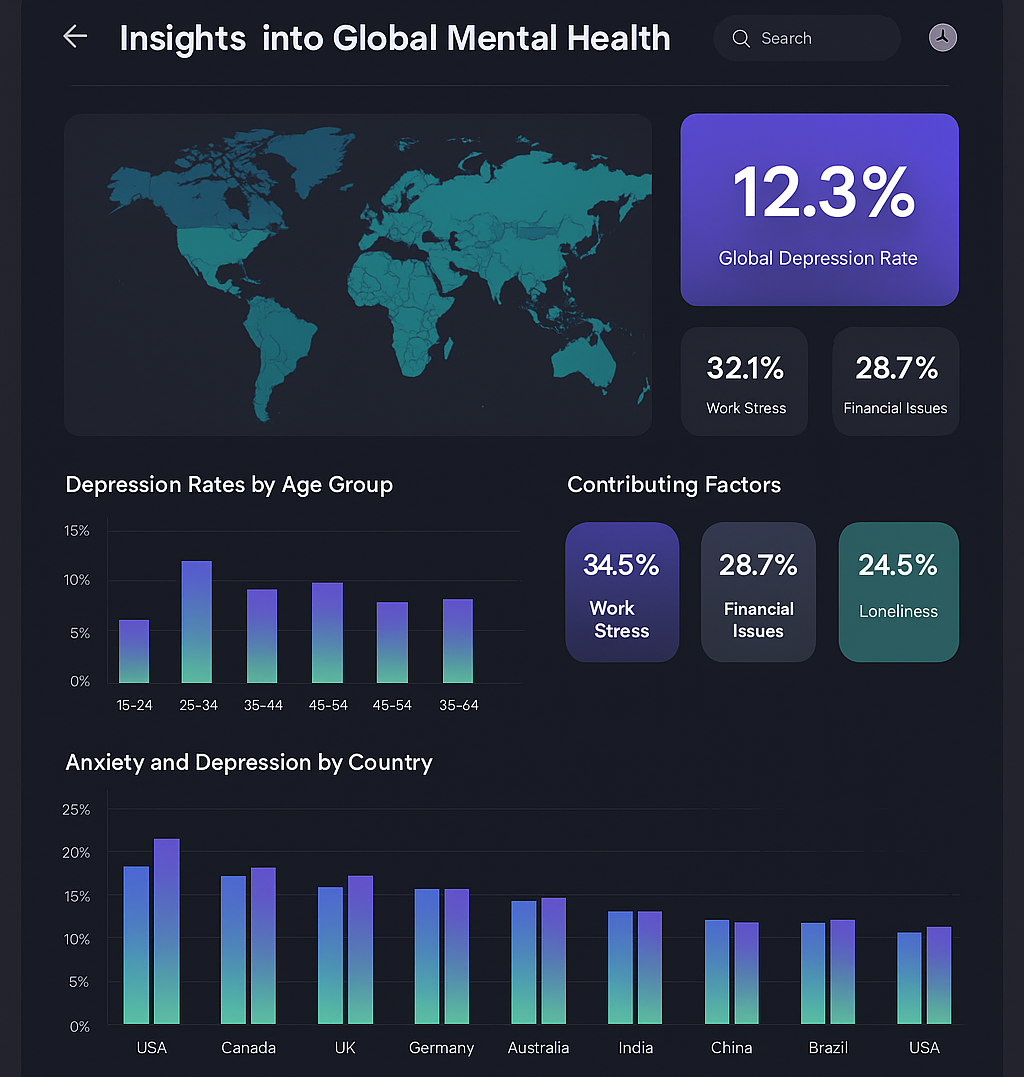 Insights into Global Mental Health
Search
12.3%
Global Depression Rate
32.1%
Work Stress
28.7%
Financial Issues
Depression Rates by Age Group
15%
10%
5%
0%
15-24
25-34
35-44
45-54
45-54
35-64
Contributing Factors
34.5%
Work
Stress
28.7%
Financial
Issues
24.5%
Loneliness
Anxiety and Depression by Country
25%
20%
15%
10%
5%
0%
USA
Canada
UK
Germany
Australia
India
China
Brazil
USA